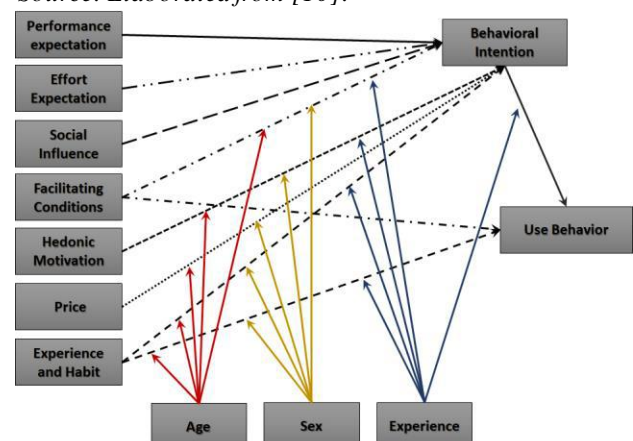 Source: Elaborated from [30].
Performance
expectation
Behavioral
Intention
Effort
Expectation
Social
Influence
Facilitating
Conditions
Use Behavior
Hedonic
Motivation
Price
Experience
and Habit
Age
Sex
Experience